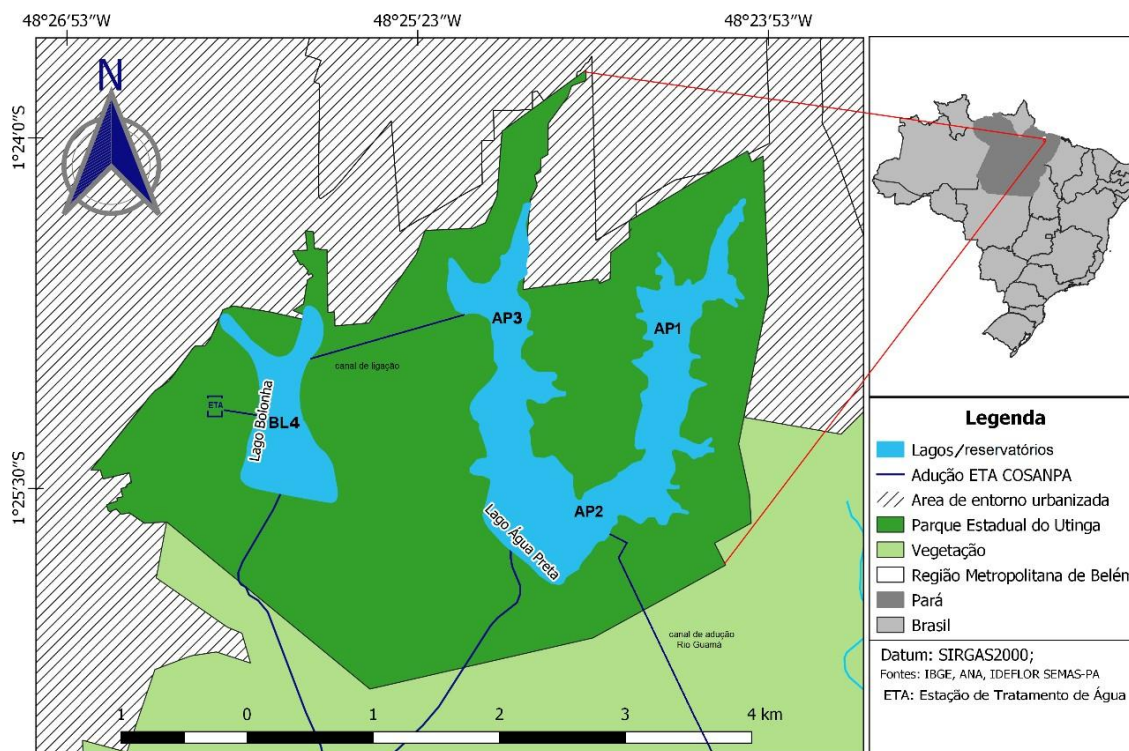 48°26'53"W
48°25'23"W
48°23'53"W
N
1°24'0"S
1°25'30"S
AP3
AP1
canal de ligação
ETA
BL4
Lago Bolonha
AP2
Lago Água Preta
canal de adução
Rio Guamá
1 0 1 2 3 4 km
Legenda
Lagos/reservatórios
Adução ETA COSANPA
Area de entorno urbanizada
Parque Estadual do Utinga
Vegetação
Região Metropolitana de Belém
Pará
Brasil
Datum: SIRGAS2000;
Fontes: IBGE, ANA, IDEFLOR SEMAS-PA
ETA: Estação de Tratamento de Água